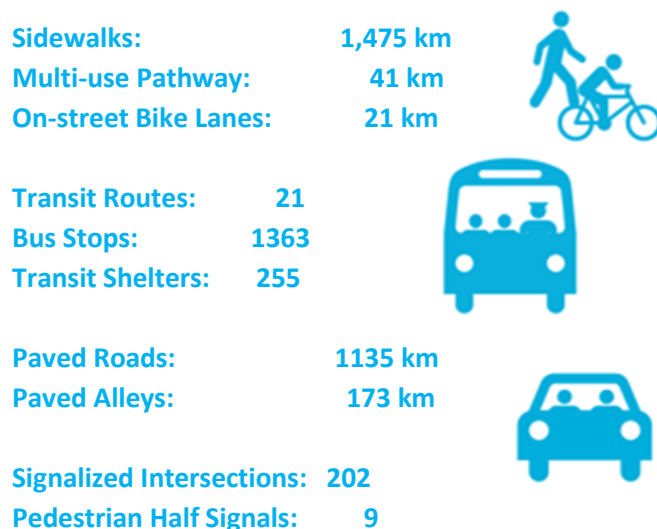 Sidewalks: 1,475 km
Multi-use Pathway: 41 km
On-street Bike Lanes: 21 km
Transit Routes: 21
Bus Stops: 1363
Transit Shelters: 255
Paved Roads: 1135 km
Paved Alleys: 173 km
Signalized Intersections: 202
Pedestrian Half Signals: 9